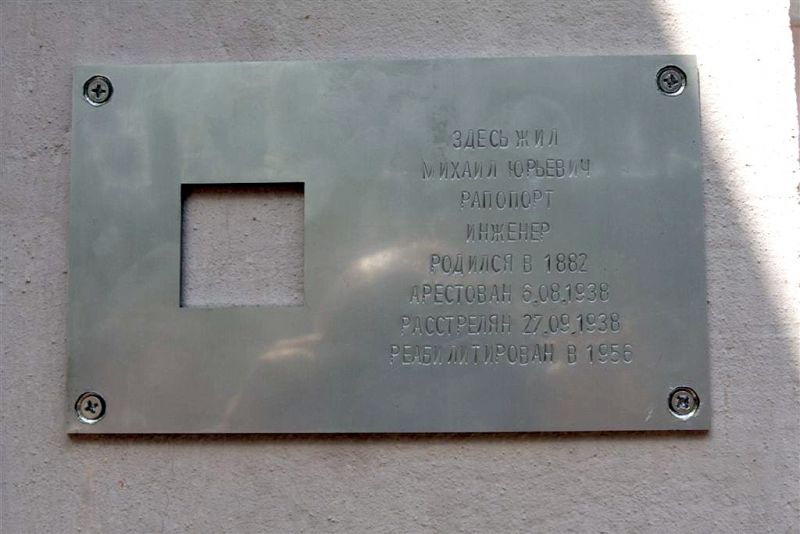 ЗДЕСЬ ЖИЛ
МИХАИЛ ЮРЬЕВИЧ
РАПОПОРТ
ИНЖЕНЕР
РОДИЛСЯ В 1882
АРЕСТОВАН 6.08.1938
РАССТРЕЛЯН 27.09.1938
РЕАБИЛИТИРОВАН В 1956